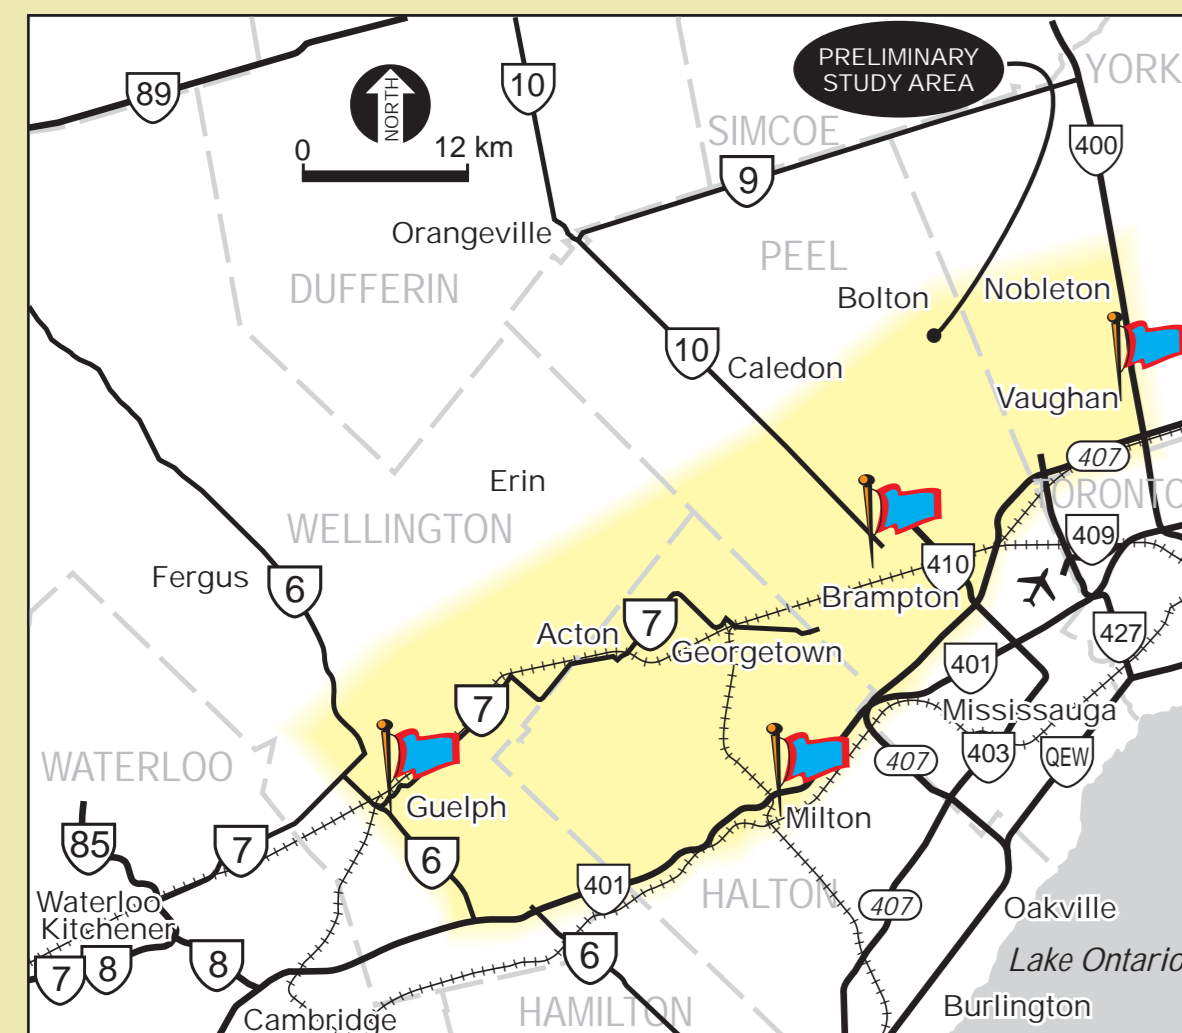 PRELIMINARY
STUDY AREA
YORK
89
10
NORTH
0 12 km
SIMCOE
400
9
Orangeville
PEEL
DUFFERIN
Bolton
Nobleton
10
Caledon
Vaughan
407
Erin
TORONTO
WELLINGTON
409
Fergus
6
410
Brampton
7
Acton
Georgetown
427
401
7
Mississauga
WATERLOO
407
403
QEW
Guelph
Milton
85
7
6
401
HALTON
407
Waterloo
Kitchener
Oakville
7
8
8
6
Lake Ontario
HAMILTON
Burlington
Cambridge